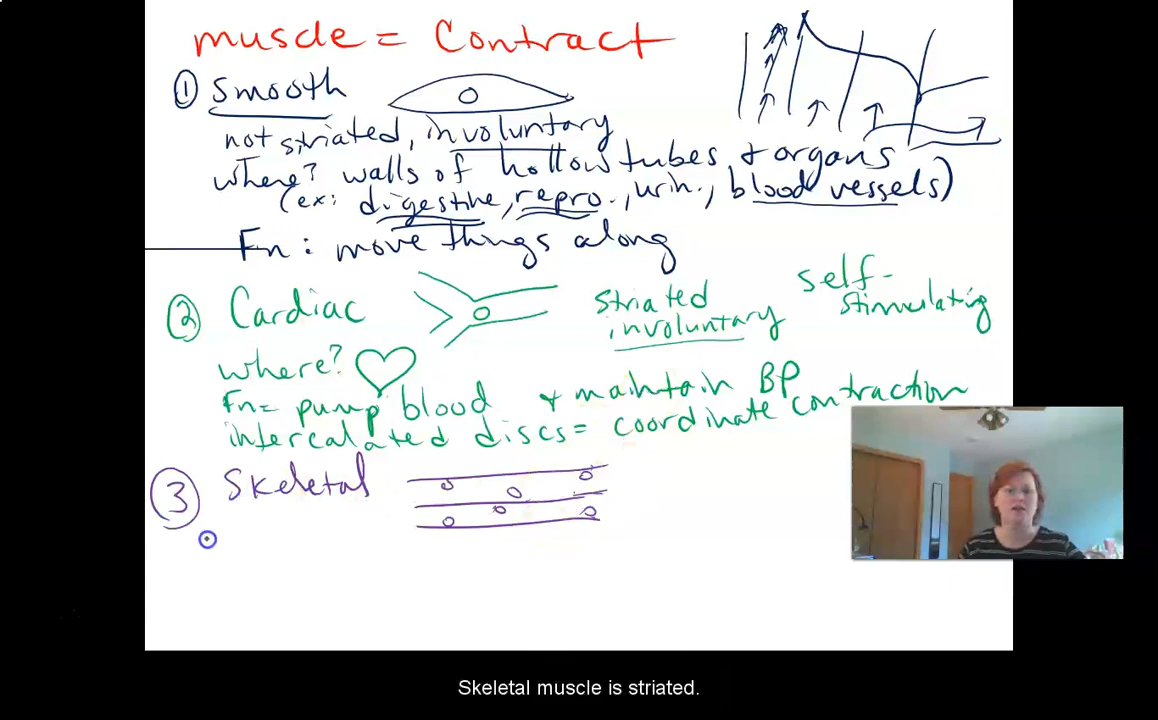 muscle = Contract
① Smooth
not striated, involuntary
where? walls of hollow tubes + organs
(ex: digestive, repro., urin., blood vessels)
Fn: move things along
② Cardiac
striated
involuntary
self-
stimulating
where?
Fn= pump blood + maintain BP
intercalated discs= coordinate contraction
③ Skeletal
Skeletal muscle is striated.